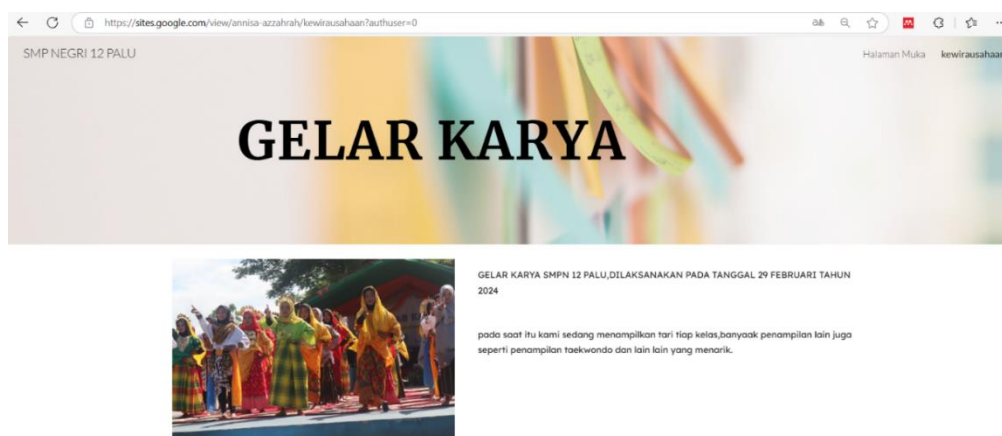 https://sites.google.com/view/annisa-azzahrah/kewirausahaan?authuser=0
SMP NEGRI 12 PALU
Halaman Muka kewirausahaan
GELAR KARYA
GELAR KARYA SMPN 12 PALU,DILAKSANAKAN PADA TANGGAL 29 FEBRUARI TAHUN
2024
pada saat itu kami sedang menampilkan tari tiap kelas,banyaak penampilan lain juga
seperti penampilan taekwondo dan lain lain yang menarik.